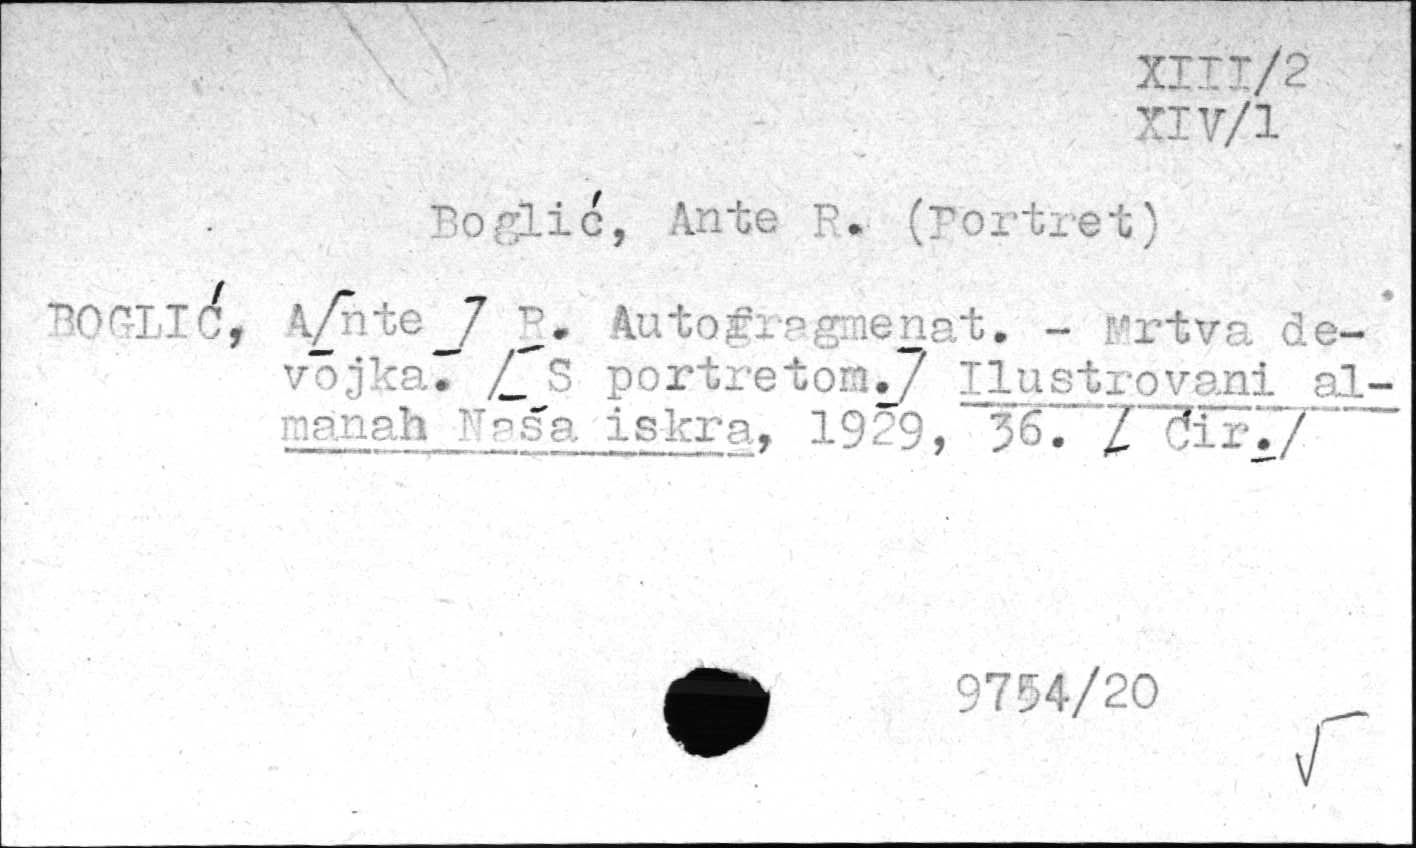 XIII/2
XIV/1
Boglić, Ante R. (Portret)
BOGLIĆ, A[nte] R. Autofragmenat. - Mrtva de-
vojka. [S portretom.] Ilustrovani al-
manah Naša iskra, 1929, 36. [Ćir.]
9754/20